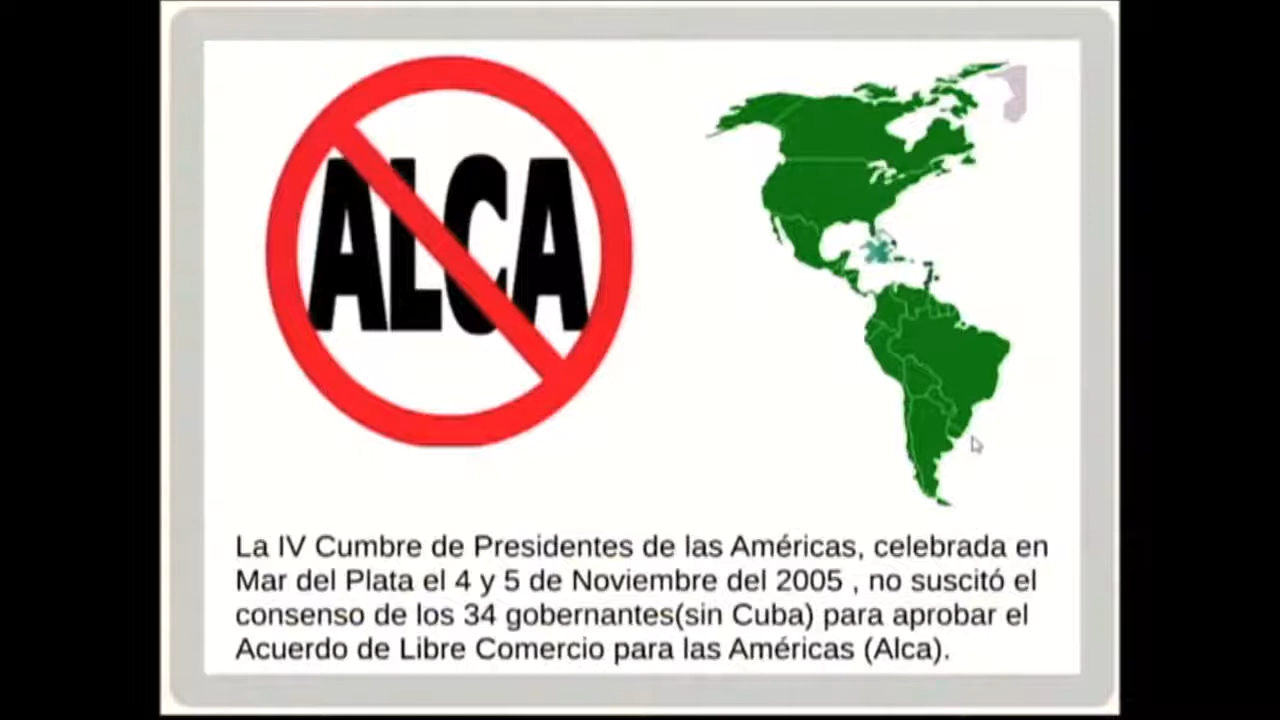 ALCA
La IV Cumbre de Presidentes de las Américas, celebrada en
Mar del Plata el 4 y 5 de Noviembre del 2005 , no suscitó el
consenso de los 34 gobernantes(sin Cuba) para aprobar el
Acuerdo de Libre Comercio para las Américas (Alca).